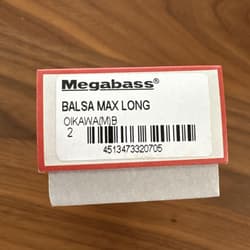 Megabass®
BALSA MAX LONG
OIKAWA(M)B
2
4513473320705